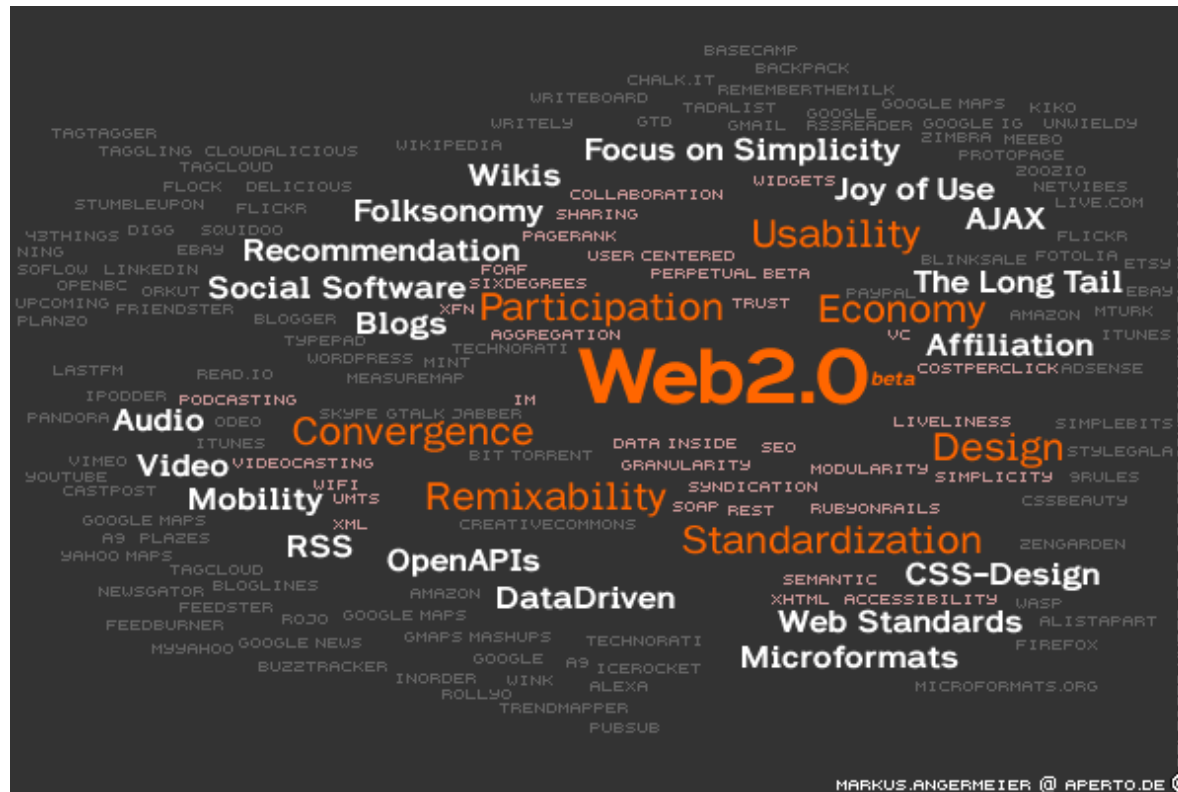 BASECAMP
BACKPACK
CHALK.IT
REMEMBERTHEMILK
WRITEBOARD
TADALIST
GOOGLE
GOOGLE MAPS
KIKO
WRITELY
GTD
GMAIL
RSSREADER
GOOGLE IG
UNWIELDY
TAGTAGGER
TAGGLING
CLOUDALICIOUS
WIKIPEDIA
Focus on Simplicity
ZIMBRA
MEEBO
PROTOPAGE
TAGCLOUD
Wikis
WIDGETS
ZOOZIO
FLOCK
DELICIOUS
COLLABORATION
Joy of Use
NETVIBES
LIVE.COM
STUMBLEUPON
FLICKR
Folksonomy
SHARING
AJAX
43THINGS
DIGG
SQUIDOO
PAGERANK
Usability
FLICKR
NING
EBAY
Recommendation
USER CENTERED
BLINKSALE
FOTOLIA
ETSY
SOFLOW
LINKEDIN
FOAF
PERPETUAL BETA
OPENBC
ORKUT
Social Software
SIXDEGREES
PAYPAL
The Long Tail
EBAY
UPCOMING
FRIENDSTER
XFN
Participation
TRUST
Economy
AMAZON
MTURK
PLANZO
BLOGGER
Blogs
AGGREGATION
VC
ITUNES
TYPEPAD
TECHNORATI
Affiliation
WORDPRESS
MINT
LASTFM
READ.IO
MEASUREMAP
Web2.0
beta
COSTPERCLICK
ADSENSE
IPODDER
PODCASTING
IM
PANDORA
Audio
ODEO
SKYPE GTALK JABBER
LIVELINESS
SIMPLEBITS
ITUNES
Convergence
DATA INSIDE
SEO
Design
STYLEGALA
VIMEO
Video
VIDEOCASTING
BIT TORRENT
GRANULARITY
MODULARITY
SIMPLICITY
9RULES
YOUTUBE
CASTPOST
WIFI
SYNDICATION
Mobility
UMTS
Remixability
SOAP
REST
RUBYONRAILS
CSSBEAUTY
GOOGLE MAPS
XML
CREATIVECOMMONS
A9
PLAZES
RSS
Standardization
ZENGARDEN
YAHOO MAPS
OpenAPIs
TAGCLOUD
SEMANTIC
CSS-Design
NEWSGATOR
BLOGLINES
AMAZON
DataDriven
XHTML
ACCESSIBILITY
WASP
FEEDSTER
ROJO
GOOGLE MAPS
Web Standards
ALISTAPART
FEEDBURNER
MYYAHOO
GOOGLE NEWS
GMAPS MASHUPS
TECHNORATI
FIREFOX
BUZZTRACKER
GOOGLE
A9
ICEROCKET
Microformats
INORDER
WINK
ALEXA
MICROFORMATS.ORG
ROLLYO
TRENDMAPPER
PUBSUB
MARKUS.ANGERMEIER @ APERTO.DE